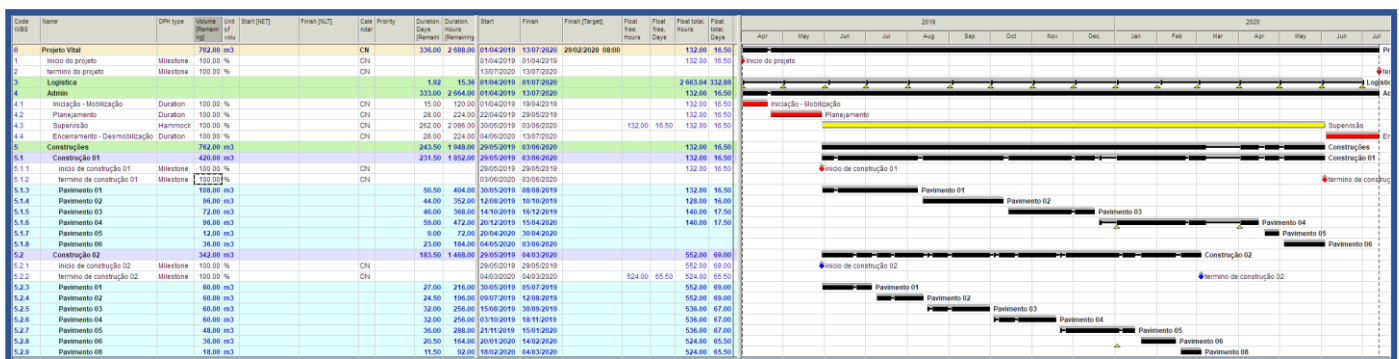 Code WBS Name DPH type Volume [Remaini ng] Unit of volu Start [NET] Finish [NLT] Cale ndar Priority Duration, Days [Remaini Duration, Hours [Remaining Start Finish Finish [Target] Float free, Hours Float free, Days Float total, Hours Float total, Days
2019 2020
Apr May Jun Jul Aug Sep Oct Nov Dec Jan Feb Mar Apr May Jun Jul
0 Projeto Vital 762.00 m3 CN 336.00 2 688.00 01/04/2019 13/07/2020 29/02/2020 08:00 132.00 16.50
1 Inicio do projeto Milestone 100.00 % CN 01/04/2019 01/04/2019 132.00 16.50 Inicio do projeto
2 termino do projeto Milestone 100.00 % CN 13/07/2020 13/07/2020 132.00 16.50
3 Logistica 1.92 15.36 01/04/2019 01/07/2020 2 663.04 332.88 Logistic
4 Admin 333.00 2 664.00 01/04/2019 13/07/2020 132.00 16.50
4.1 Iniciação - Mobilização Duration 100.00 % CN 15.00 120.00 01/04/2019 19/04/2019 132.00 16.50 Iniciação - Mobilização
4.2 Planejamento Duration 100.00 % CN 28.00 224.00 22/04/2019 29/05/2019 132.00 16.50 Planejamento
4.3 Supervisão Hammock 100.00 % CN 262.00 2 096.00 30/05/2019 03/06/2020 132.00 16.50 132.00 16.50 Supervisão
4.4 Encerramento - Desmobilização Duration 100.00 % CN 28.00 224.00 04/06/2020 13/07/2020 132.00 16.50
5 Construções 762.00 m3 243.50 1 948.00 29/05/2019 03/06/2020 132.00 16.50 Construções
5.1 Construção 01 420.00 m3 231.50 1 852.00 29/05/2019 03/06/2020 132.00 16.50 Construção 01
5.1.1 inicio de construção 01 Milestone 100.00 % CN 29/05/2019 29/05/2019 132.00 16.50 inicio de construção 01
5.1.2 termino de construção 01 Milestone 100.00 % CN 03/06/2020 03/06/2020 termino de construç
5.1.3 Pavimento 01 108.00 m3 50.50 404.00 30/05/2019 08/08/2019 132.00 16.50 Pavimento 01
5.1.4 Pavimento 02 96.00 m3 44.00 352.00 12/08/2019 10/10/2019 128.00 16.00 Pavimento 02
5.1.5 Pavimento 03 72.00 m3 46.00 368.00 14/10/2019 16/12/2019 140.00 17.50 Pavimento 03
5.1.6 Pavimento 04 96.00 m3 59.00 472.00 20/12/2019 15/04/2020 140.00 17.50 Pavimento 04
5.1.7 Pavimento 05 12.00 m3 9.00 72.00 20/04/2020 30/04/2020 Pavimento 05
5.1.8 Pavimento 06 36.00 m3 23.00 184.00 04/05/2020 03/06/2020 Pavimento 06
5.2 Construção 02 342.00 m3 183.50 1 468.00 29/05/2019 04/03/2020 552.00 69.00 Construção 02
5.2.1 inicio de construção 02 Milestone 100.00 % CN 29/05/2019 29/05/2019 552.00 69.00 inicio de construção 02
5.2.2 termino de construção 02 Milestone 100.00 % CN 04/03/2020 04/03/2020 524.00 65.50 524.00 65.50 termino de construção 02
5.2.3 Pavimento 01 60.00 m3 27.00 216.00 30/05/2019 05/07/2019 552.00 69.00 Pavimento 01
5.2.4 Pavimento 02 60.00 m3 24.50 196.00 09/07/2019 12/08/2019 552.00 69.00 Pavimento 02
5.2.5 Pavimento 03 60.00 m3 32.00 256.00 15/08/2019 30/09/2019 536.00 67.00 Pavimento 03
5.2.6 Pavimento 04 60.00 m3 32.00 256.00 03/10/2019 18/11/2019 536.00 67.00 Pavimento 04
5.2.7 Pavimento 05 48.00 m3 36.00 288.00 21/11/2019 15/01/2020 536.00 67.00 Pavimento 05
5.2.8 Pavimento 06 36.00 m3 20.50 164.00 20/01/2020 14/02/2020 524.00 65.50 Pavimento 06
5.2.9 Pavimento 08 18.00 m3 11.50 92.00 18/02/2020 04/03/2020 524.00 65.50 Pavimento 08